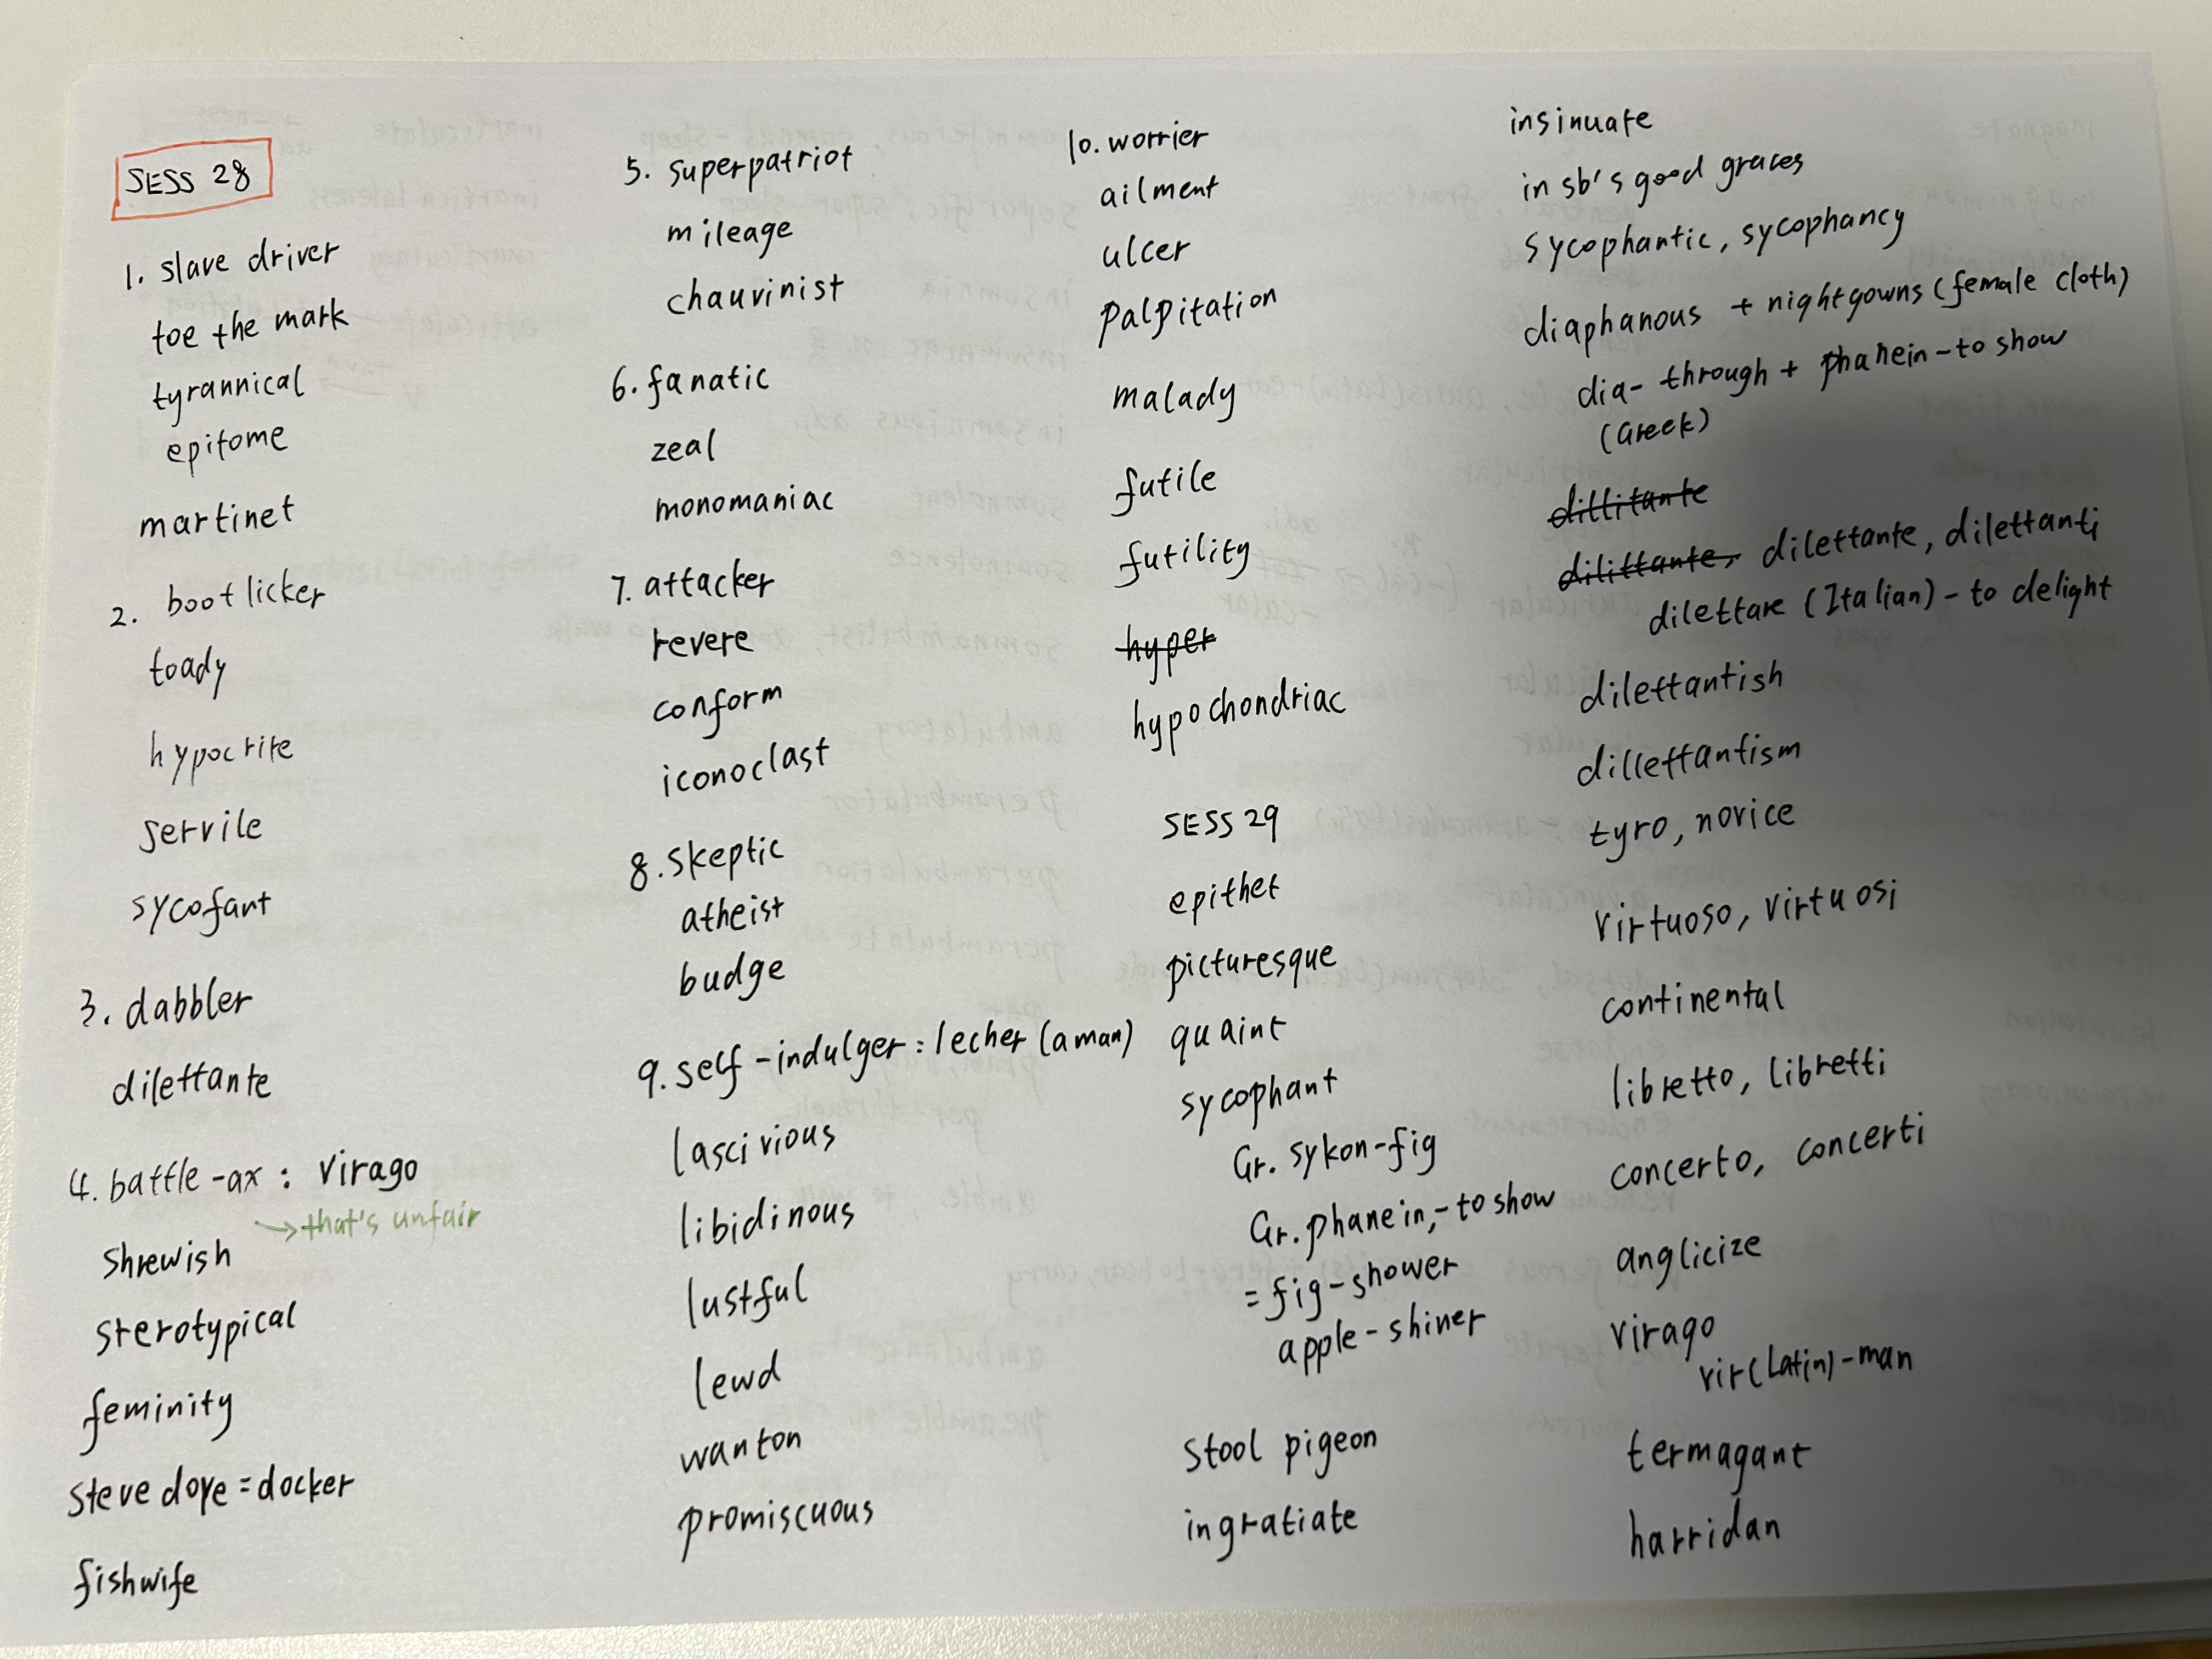 SESS 28
1. slave driver
toe the mark
tyrannical
epitome
martinet
2. bootlicker
toady
hypocrite
servile
sycofant
3. dabbler
dilettante
4. battle-ax : virago
→ that's unfair
shrewish
sterotypical
feminity
stevedore = docker
fishwife
5. superpatriot
mileage
chauvinist
6. fanatic
zeal
monomaniac
7. attacker
revere
conform
iconoclast
8. skeptic
atheist
budge
9. self-indulger : lecher (a man)
lascivious
libidinous
lustful
lewd
wanton
promiscuous
10. worrier
ailment
ulcer
palpitation
malady
futile
futility
hyper
hypochondriac
SESS 29
epithet
picturesque
quaint
sycophant
Gr. sykon-fig
Gr. phanein,- to show
= fig-shower
apple-shiner
stool pigeon
ingratiate
insinuate
in sb's good graces
sycophantic, sycophancy
diaphanous + nightgowns (female cloth)
dia- through + phanein-to show
(Greek)
dittitante
dilittante, dilettante, dilettanti
dilettare (Italian) - to delight
dilettantish
dillettantism
tyro, novice
virtuoso, virtuosi
continental
libretto, libretti
concerto, concerti
anglicize
virago
vir(Latin)-man
termagant
harridan